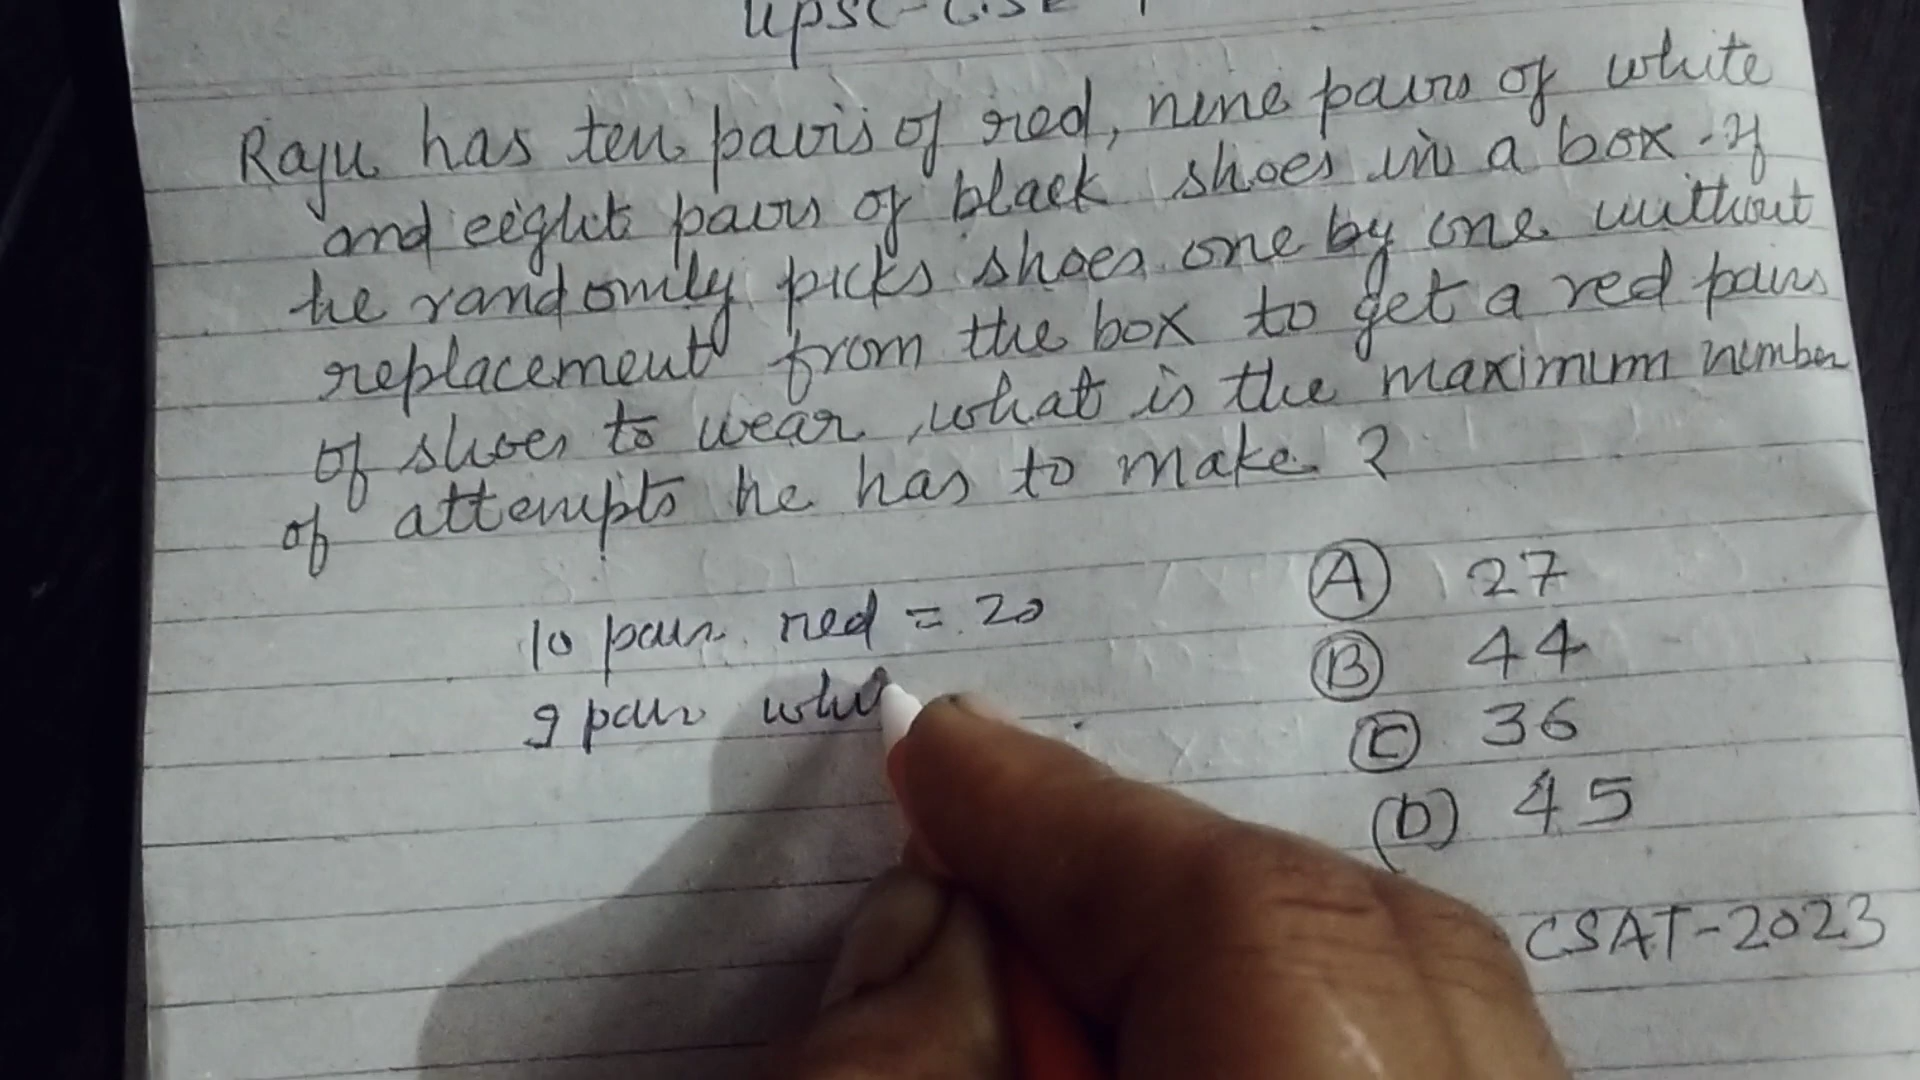 Raju has ten pairs of red, nine pairs of white
and eight pairs of black shoes in a box. If
he randomly picks shoes one by one without
replacement from the box to get a red pair
of shoes to wear, what is the maximum number
of attempts he has to make?
10 pair red = 20
9 pair whi
(A) 27
(B) 44
(C) 36
(D) 45
CSAT-2023